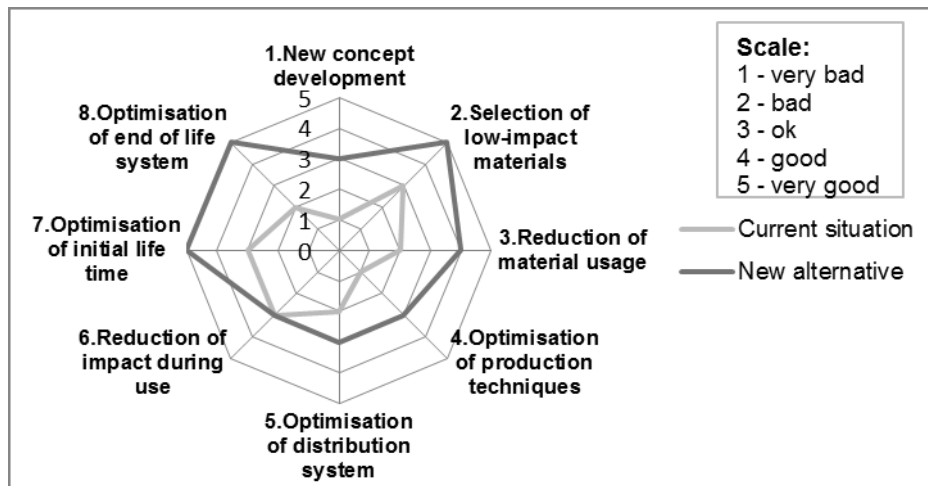 1.New concept
development
5
4
3
2
1
0
2.Selection of
low-impact
materials
3.Reduction of
material usage
4.Optimisation
of production
techniques
5.Optimisation
of distribution
system
6.Reduction of
impact during
use
7.Optimisation
of initial life
time
8.Optimisation
of end of life
system
Scale:
1 - very bad
2 - bad
3 - ok
4 - good
5 - very good
Current situation
New alternative